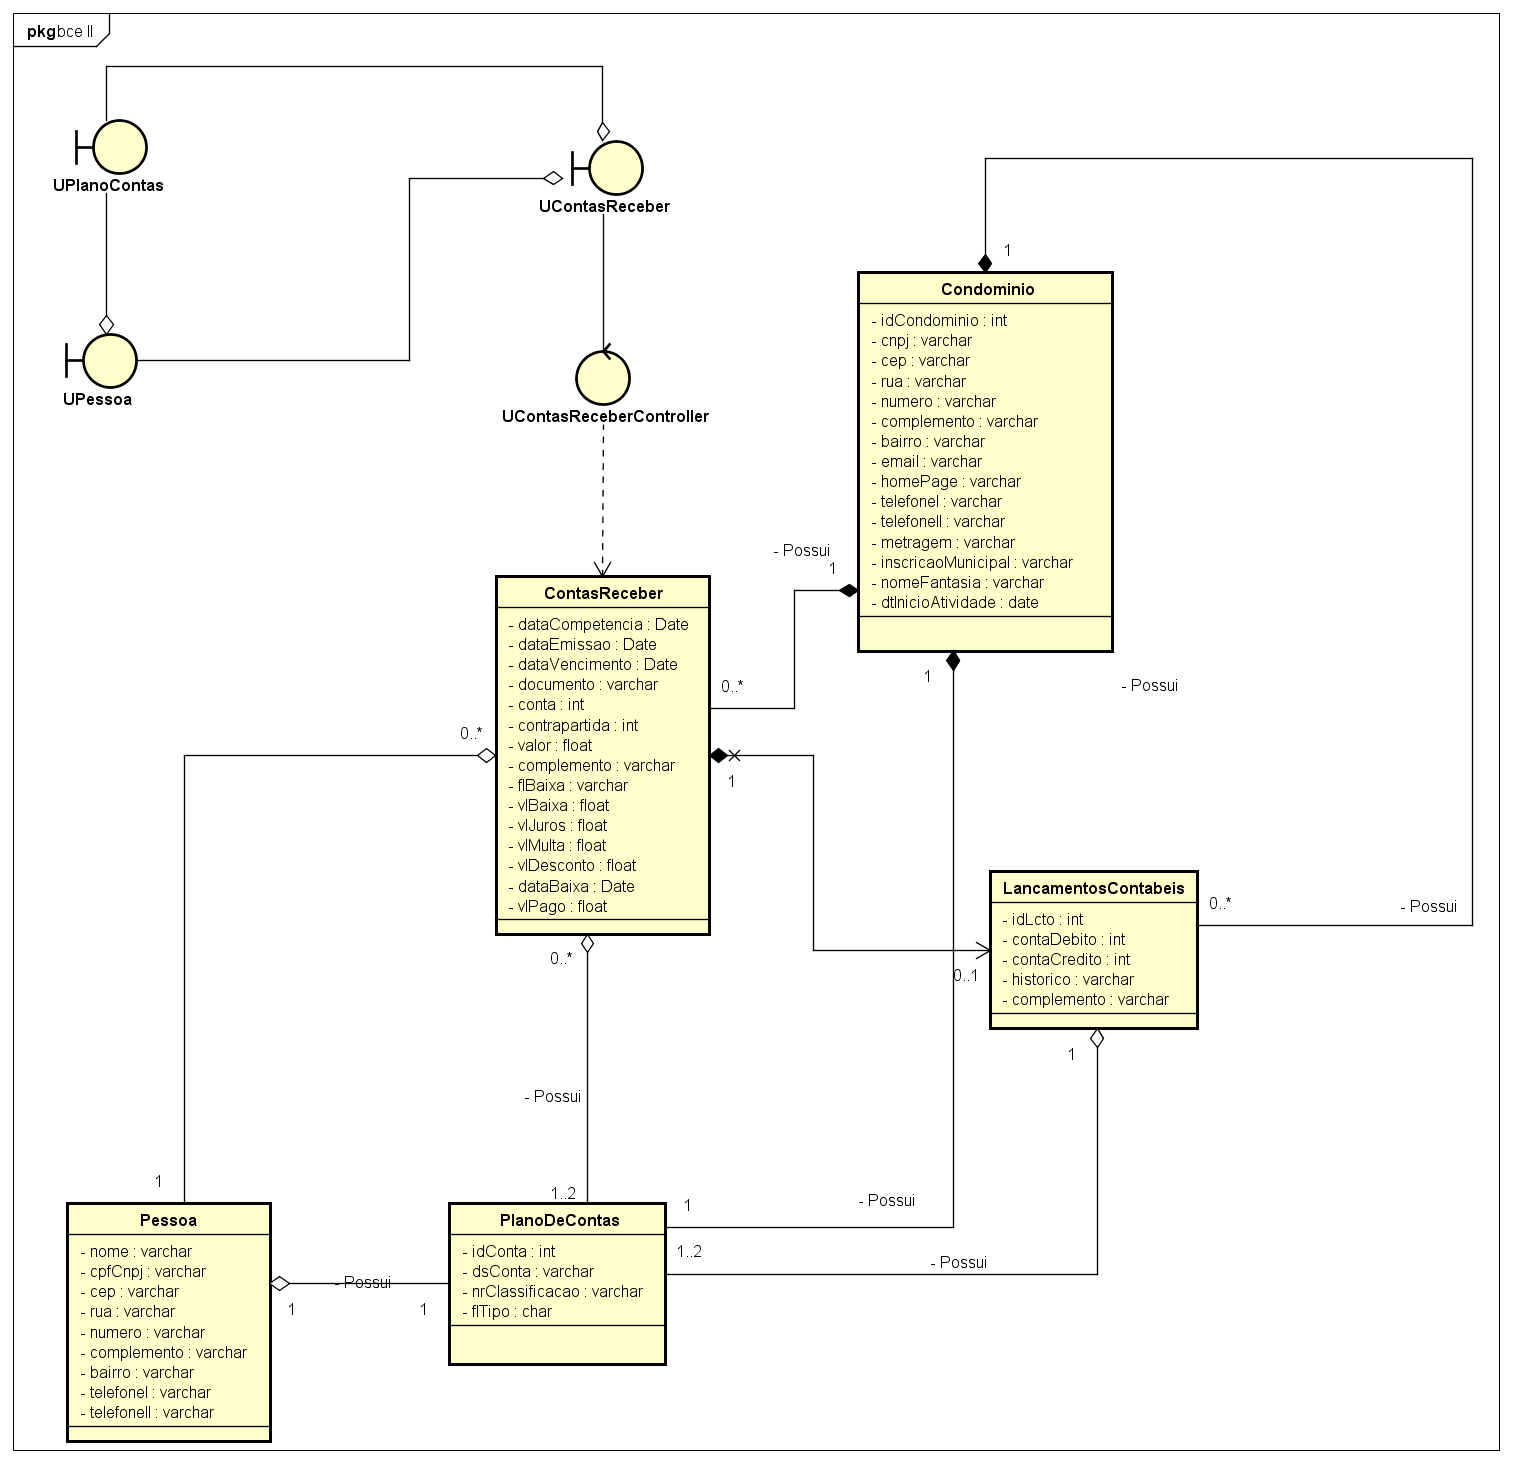 pkg bce II
UPlanoContas
UContasReceber
UPessoa
UContasReceberController
1
Condominio
- idCondominio : int
- cnpj : varchar
- cep : varchar
- rua : varchar
- numero : varchar
- complemento : varchar
- bairro : varchar
- email : varchar
- homePage : varchar
- telefoneI : varchar
- telefoneII : varchar
- metragem : varchar
- inscricaoMunicipal : varchar
- nomeFantasia : varchar
- dtInicioAtividade : date
- Possui
1
0..*
1
- Possui
ContasReceber
- dataCompetencia : Date
- dataEmissao : Date
- dataVencimento : Date
- documento : varchar
- conta : int
- contrapartida : int
- valor : float
- complemento : varchar
- flBaixa : varchar
- vlBaixa : float
- vlJuros : float
- vlMulta : float
- vlDesconto : float
- dataBaixa : Date
- vlPago : float
0..*
1
0..*
LancamentosContabeis
- idLcto : int
- contaDebito : int
- contaCredito : int
- historico : varchar
- complemento : varchar
0..*
- Possui
0..1
1
- Possui
1
1..2
1
- Possui
1..2
- Possui
Pessoa
- nome : varchar
- cpfCnpj : varchar
- cep : varchar
- rua : varchar
- numero : varchar
- complemento : varchar
- bairro : varchar
- telefoneI : varchar
- telefoneII : varchar
- Possui
1
1
PlanoDeContas
- idConta : int
- dsConta : varchar
- nrClassificacao : varchar
- flTipo : char